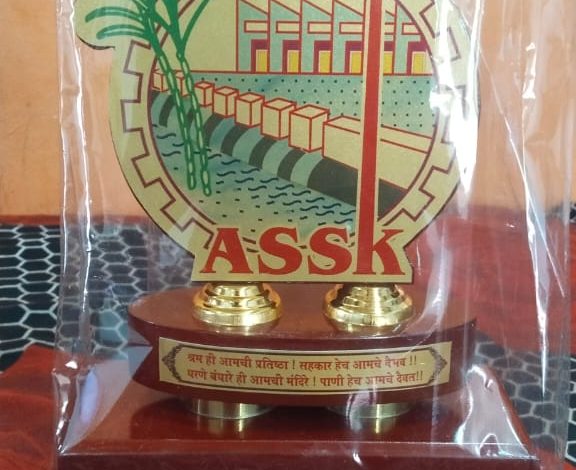 ASSK
श्रम ही आमची प्रतिष्ठा ! सहकार हेच आमचे वैभव !!
धरणे बंधारे ही आमची मंदिरे ! पाणी हेच आमचे दैवत!!